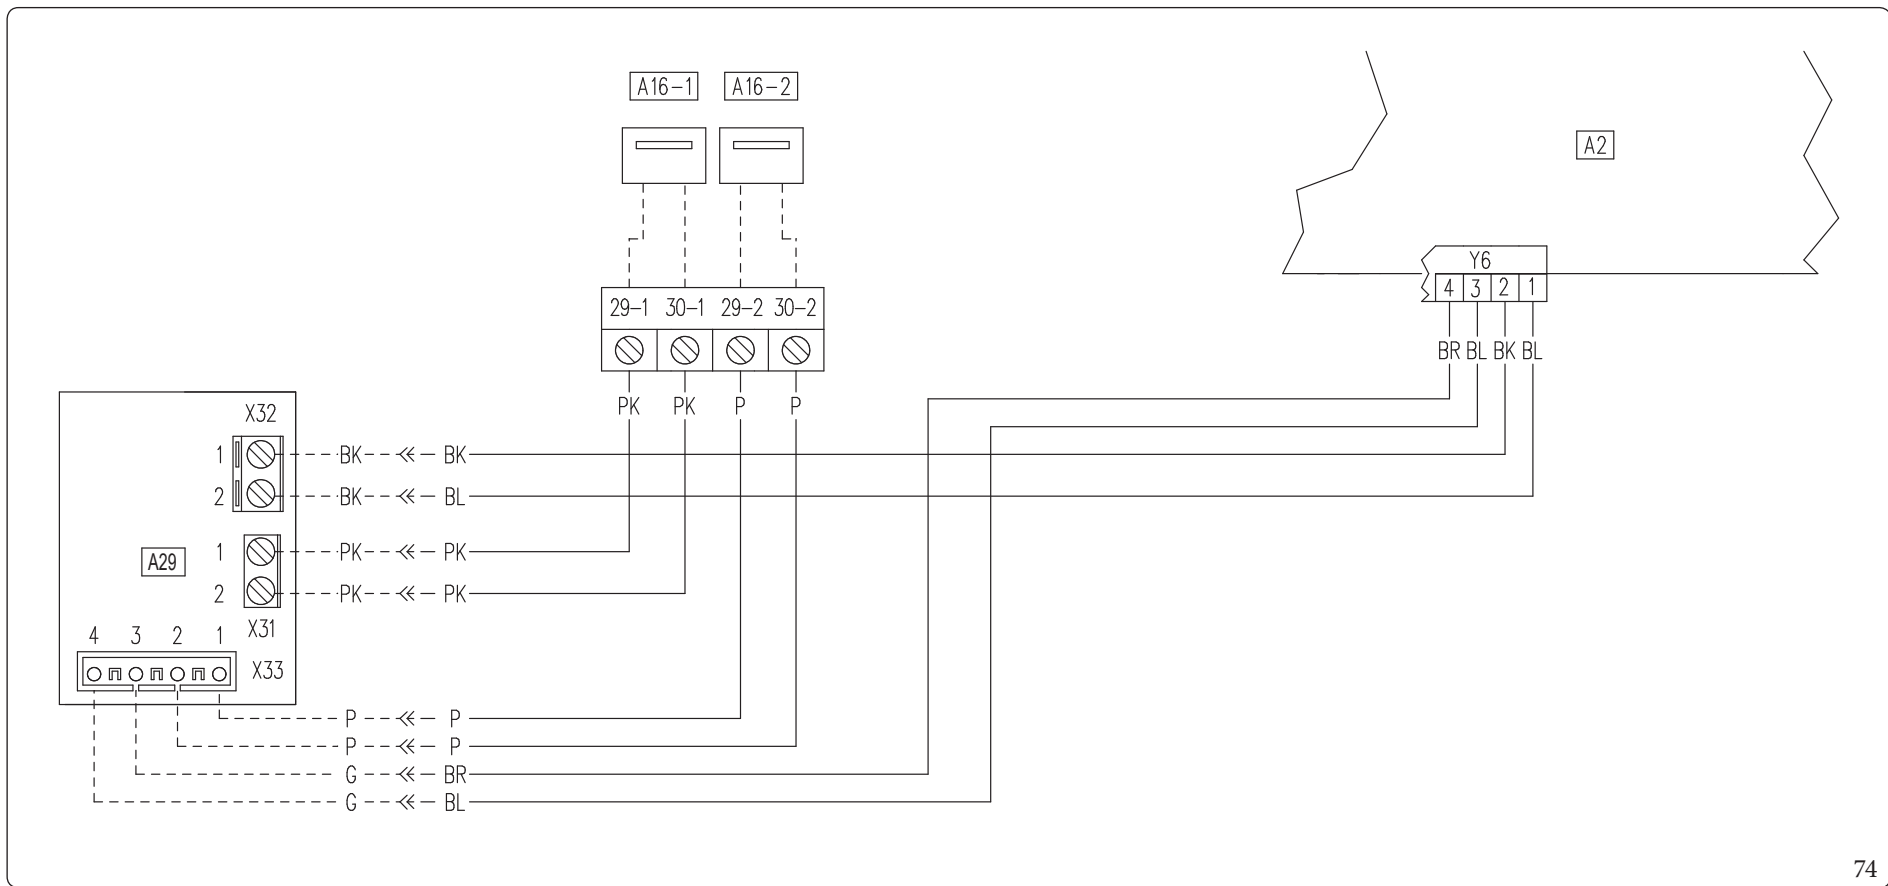 A16-1 A16-2
A2
Y6
4 3 2 1
29-1 30-1 29-2 30-2
BR BL BK BL
PK PK P P
X32
1 BK BK
2 BK BL
1 PK PK
A29
2 PK PK
X31
4 3 2 1
X33
P P
P P
G BR
G BL
74